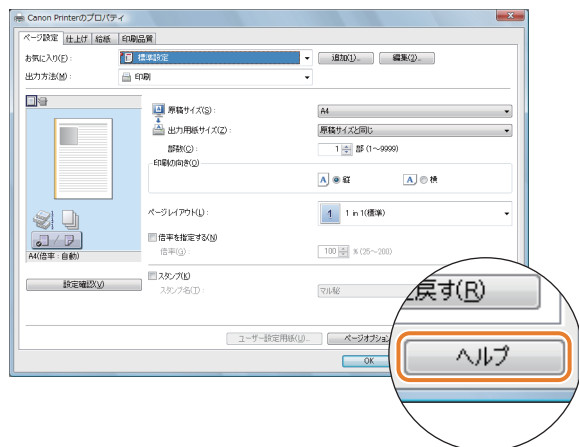 Canon Printerのプロパティ
ページ設定 仕上げ 給紙 印刷品質
お気に入り(F): 標準設定 追加(1)... 編集(2)...
出力方法(M): 印刷
原稿サイズ(S): A4
出力用紙サイズ(Z): 原稿サイズと同じ
部数(C): 1 部 (1～9999)
印刷の向き(O)
A 縦 A 横
ページレイアウト(L): 1 1 in 1(標準)
倍率を指定する(N)
倍率(G): 100 % (25～200)
A4(倍率：自動)
スタンプ(K)
設定確認(V)
スタンプ名(T): マル秘
に戻す(R)
ユーザー設定用紙(U)... ページオプショ
OK
ヘルプ